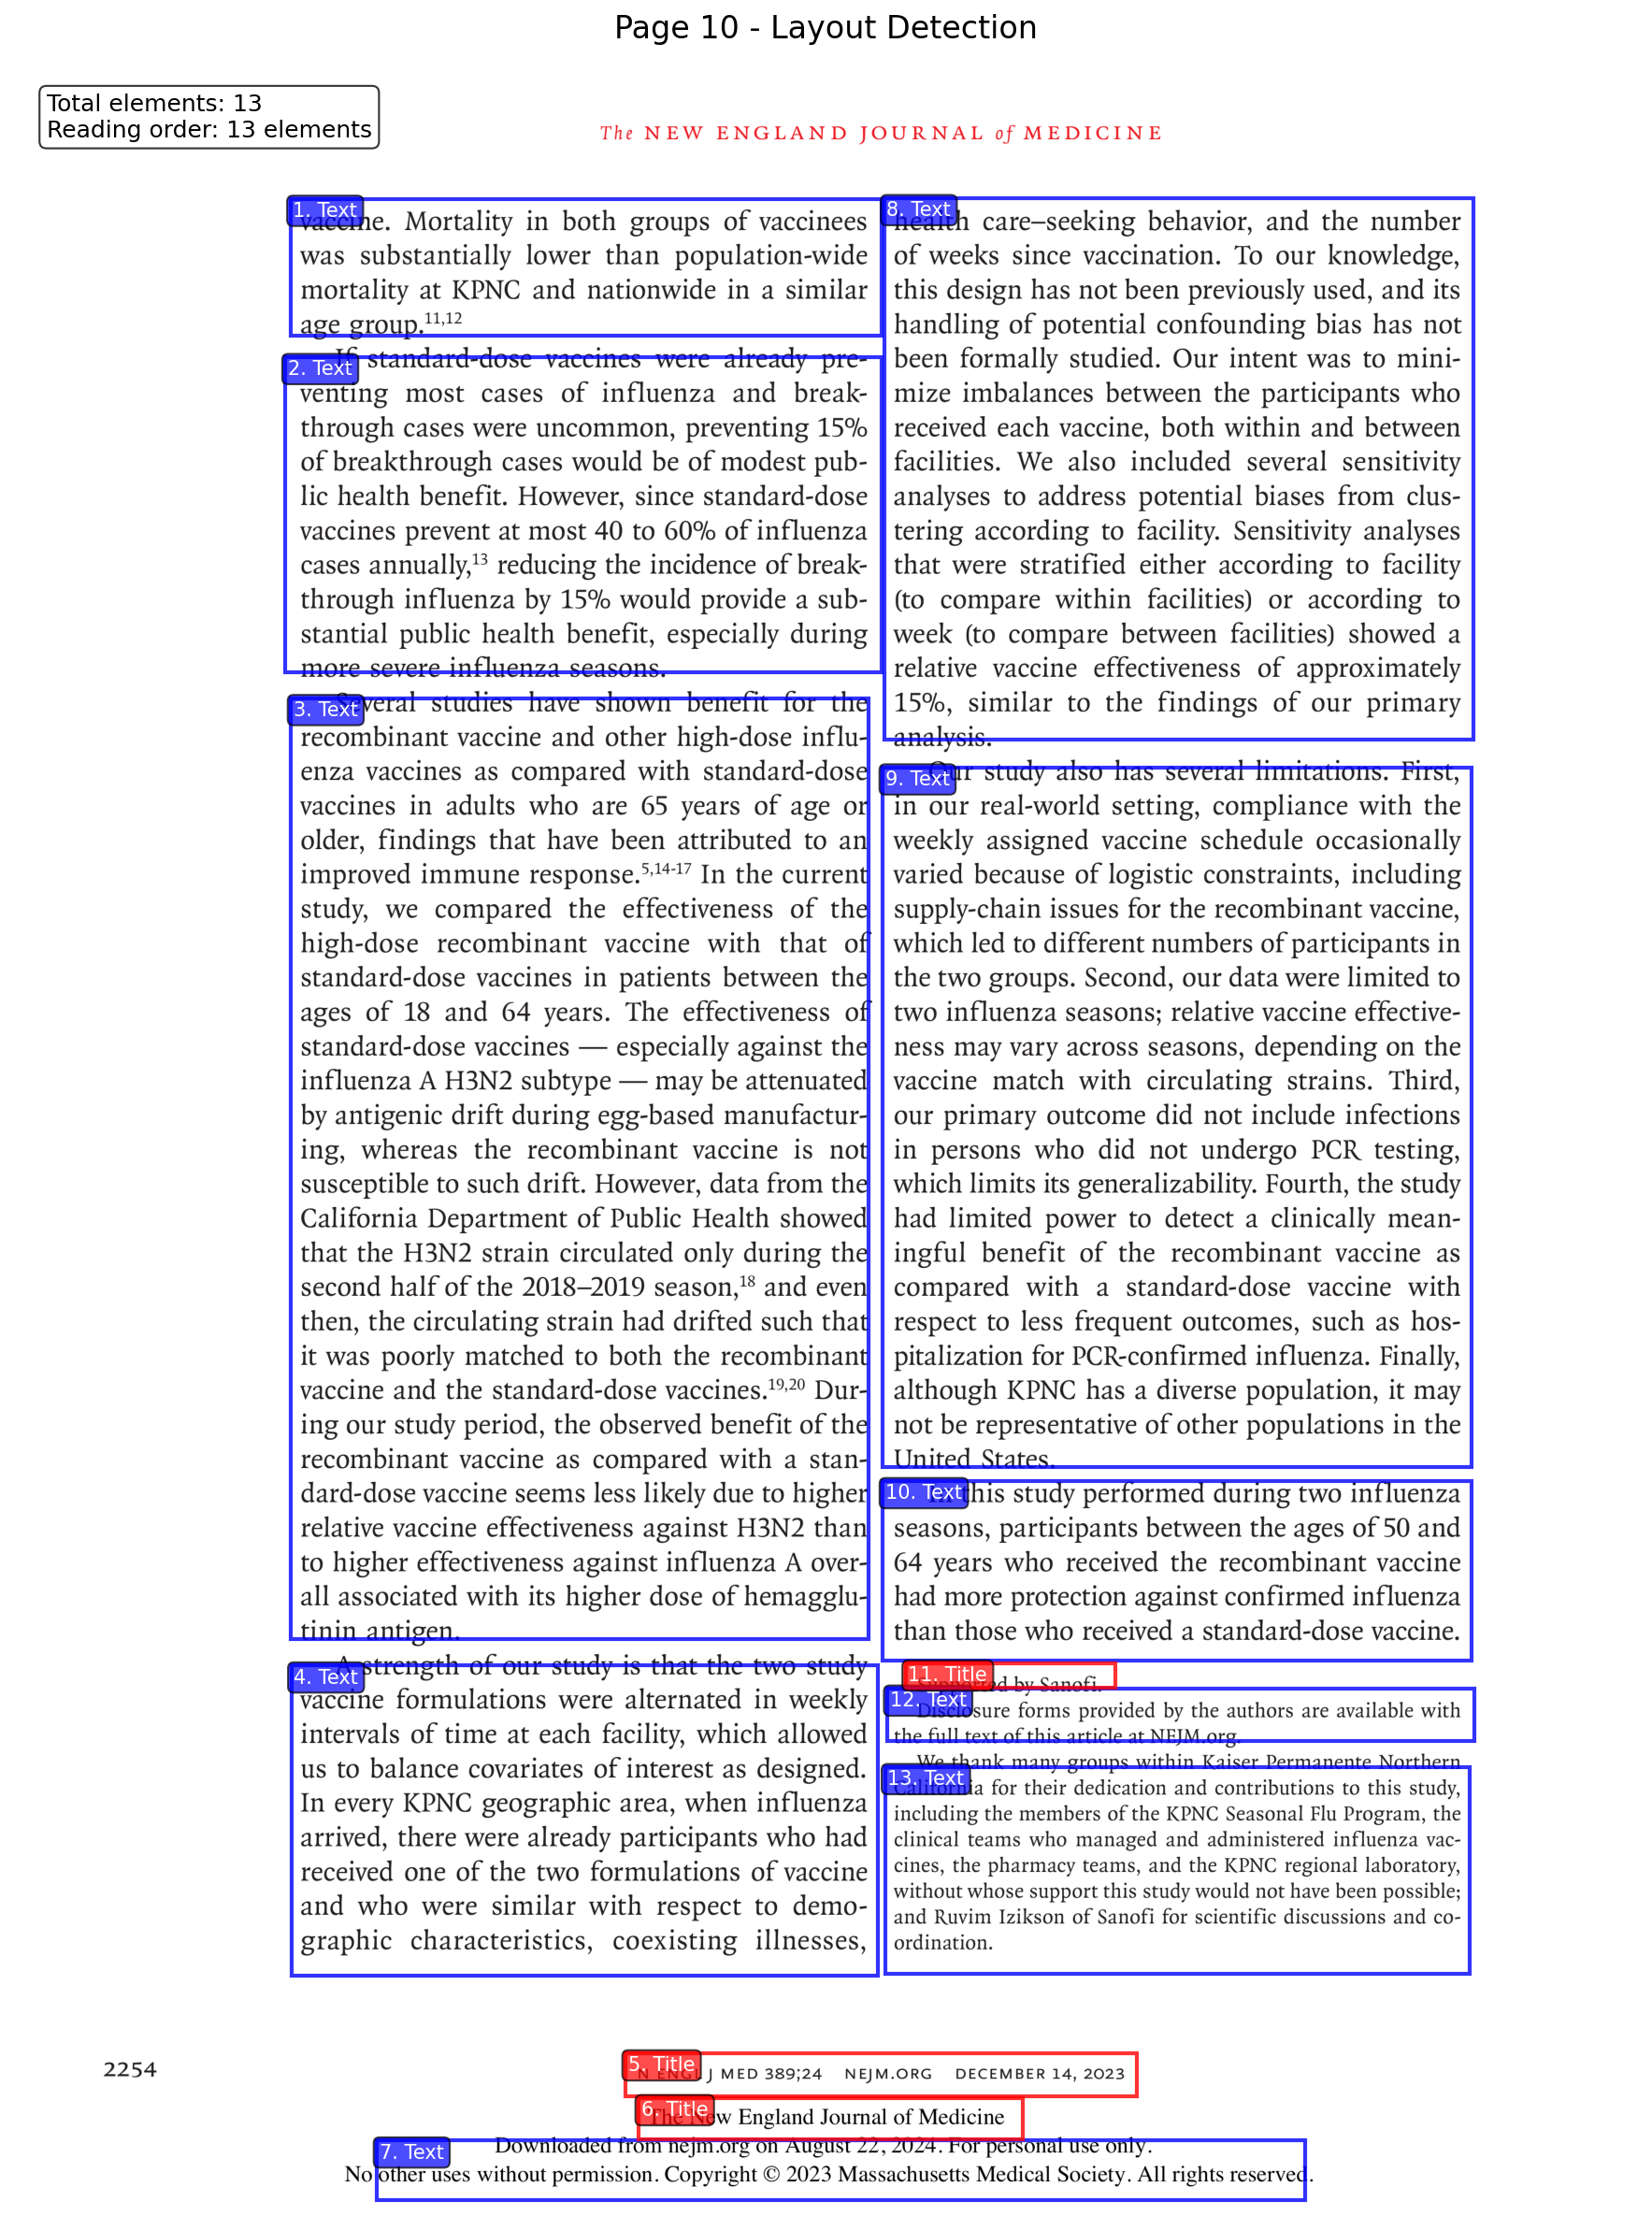 Page 10 - Layout Detection
Total elements: 13
Reading order: 13 elements
The NEW ENGLAND JOURNAL of MEDICINE
1. Text
vaccine. Mortality in both groups of vaccinees
was substantially lower than population-wide
mortality at KPNC and nationwide in a similar
age group.11,12
2. Text
If standard-dose vaccines were already pre-
venting most cases of influenza and break-
through cases were uncommon, preventing 15%
of breakthrough cases would be of modest pub-
lic health benefit. However, since standard-dose
vaccines prevent at most 40 to 60% of influenza
cases annually,13 reducing the incidence of break-
through influenza by 15% would provide a sub-
stantial public health benefit, especially during
more severe influenza seasons.
3. Text
Several studies have shown benefit for the
recombinant vaccine and other high-dose influ-
enza vaccines as compared with standard-dose
vaccines in adults who are 65 years of age or
older, findings that have been attributed to an
improved immune response.5,14-17 In the current
study, we compared the effectiveness of the
high-dose recombinant vaccine with that of
standard-dose vaccines in patients between the
ages of 18 and 64 years. The effectiveness of
standard-dose vaccines — especially against the
influenza A H3N2 subtype — may be attenuated
by antigenic drift during egg-based manufactur-
ing, whereas the recombinant vaccine is not
susceptible to such drift. However, data from the
California Department of Public Health showed
that the H3N2 strain circulated only during the
second half of the 2018–2019 season,18 and even
then, the circulating strain had drifted such that
it was poorly matched to both the recombinant
vaccine and the standard-dose vaccines.19,20 Dur-
ing our study period, the observed benefit of the
recombinant vaccine as compared with a stan-
dard-dose vaccine seems less likely due to higher
relative vaccine effectiveness against H3N2 than
to higher effectiveness against influenza A over-
all associated with its higher dose of hemagglu-
tinin antigen.
4. Text
A strength of our study is that the two study
vaccine formulations were alternated in weekly
intervals of time at each facility, which allowed
us to balance covariates of interest as designed.
In every KPNC geographic area, when influenza
arrived, there were already participants who had
received one of the two formulations of vaccine
and who were similar with respect to demo-
graphic characteristics, coexisting illnesses,
8. Text
health care–seeking behavior, and the number
of weeks since vaccination. To our knowledge,
this design has not been previously used, and its
handling of potential confounding bias has not
been formally studied. Our intent was to mini-
mize imbalances between the participants who
received each vaccine, both within and between
facilities. We also included several sensitivity
analyses to address potential biases from clus-
tering according to facility. Sensitivity analyses
that were stratified either according to facility
(to compare within facilities) or according to
week (to compare between facilities) showed a
relative vaccine effectiveness of approximately
15%, similar to the findings of our primary
analysis.
9. Text
Our study also has several limitations. First,
in our real-world setting, compliance with the
weekly assigned vaccine schedule occasionally
varied because of logistic constraints, including
supply-chain issues for the recombinant vaccine,
which led to different numbers of participants in
the two groups. Second, our data were limited to
two influenza seasons; relative vaccine effective-
ness may vary across seasons, depending on the
vaccine match with circulating strains. Third,
our primary outcome did not include infections
in persons who did not undergo PCR testing,
which limits its generalizability. Fourth, the study
had limited power to detect a clinically mean-
ingful benefit of the recombinant vaccine as
compared with a standard-dose vaccine with
respect to less frequent outcomes, such as hos-
pitalization for PCR-confirmed influenza. Finally,
although KPNC has a diverse population, it may
not be representative of other populations in the
United States.
10. Text
In this study performed during two influenza
seasons, participants between the ages of 50 and
64 years who received the recombinant vaccine
had more protection against confirmed influenza
than those who received a standard-dose vaccine.
11. Title
Supported by Sanofi.
12. Text
Disclosure forms provided by the authors are available with
the full text of this article at NEJM.org.
We thank many groups within Kaiser Permanente Northern
13. Text
California for their dedication and contributions to this study,
including the members of the KPNC Seasonal Flu Program, the
clinical teams who managed and administered influenza vac-
cines, the pharmacy teams, and the KPNC regional laboratory,
without whose support this study would not have been possible;
and Ruvim Izikson of Sanofi for scientific discussions and co-
ordination.
2254
5. Title
N ENGL J MED 389;24 NEJM.ORG DECEMBER 14, 2023
6. Title
The New England Journal of Medicine
7. Text
Downloaded from nejm.org on August 22, 2024. For personal use only.
No other uses without permission. Copyright © 2023 Massachusetts Medical Society. All rights reserved.